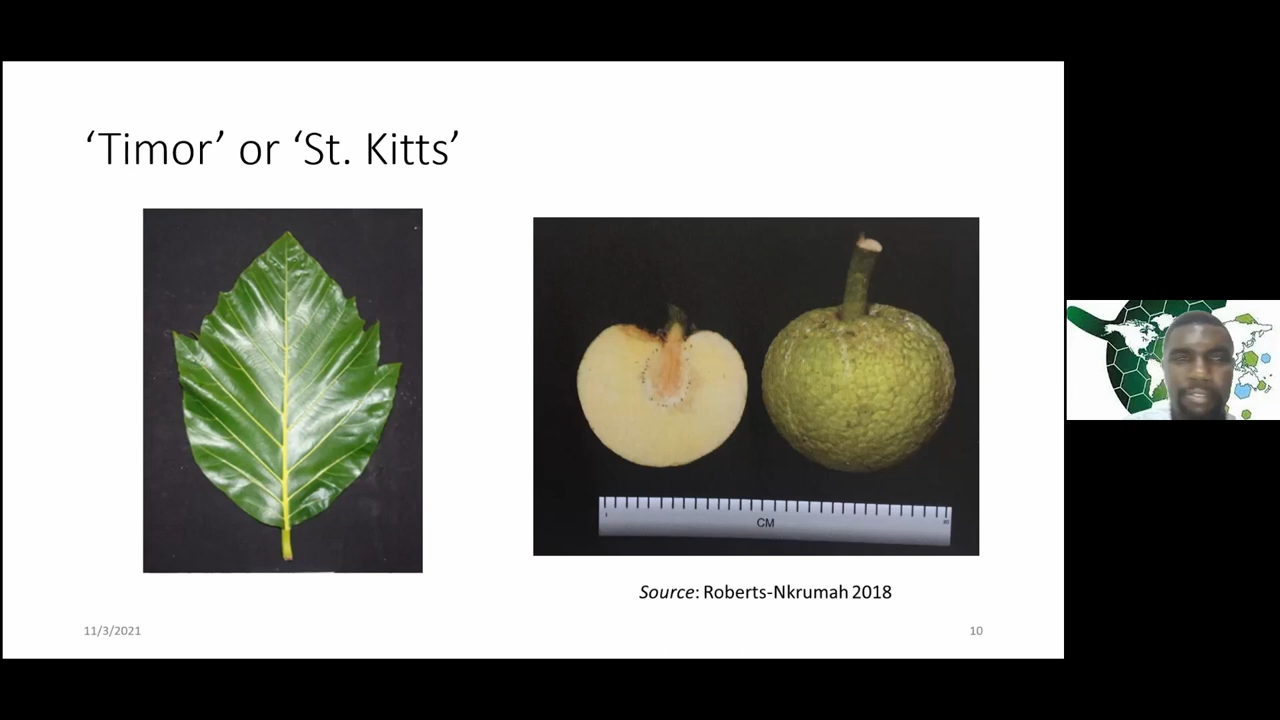 ‘Timor’ or ‘St. Kitts’
CM
Source: Roberts-Nkrumah 2018
11/3/2021
10